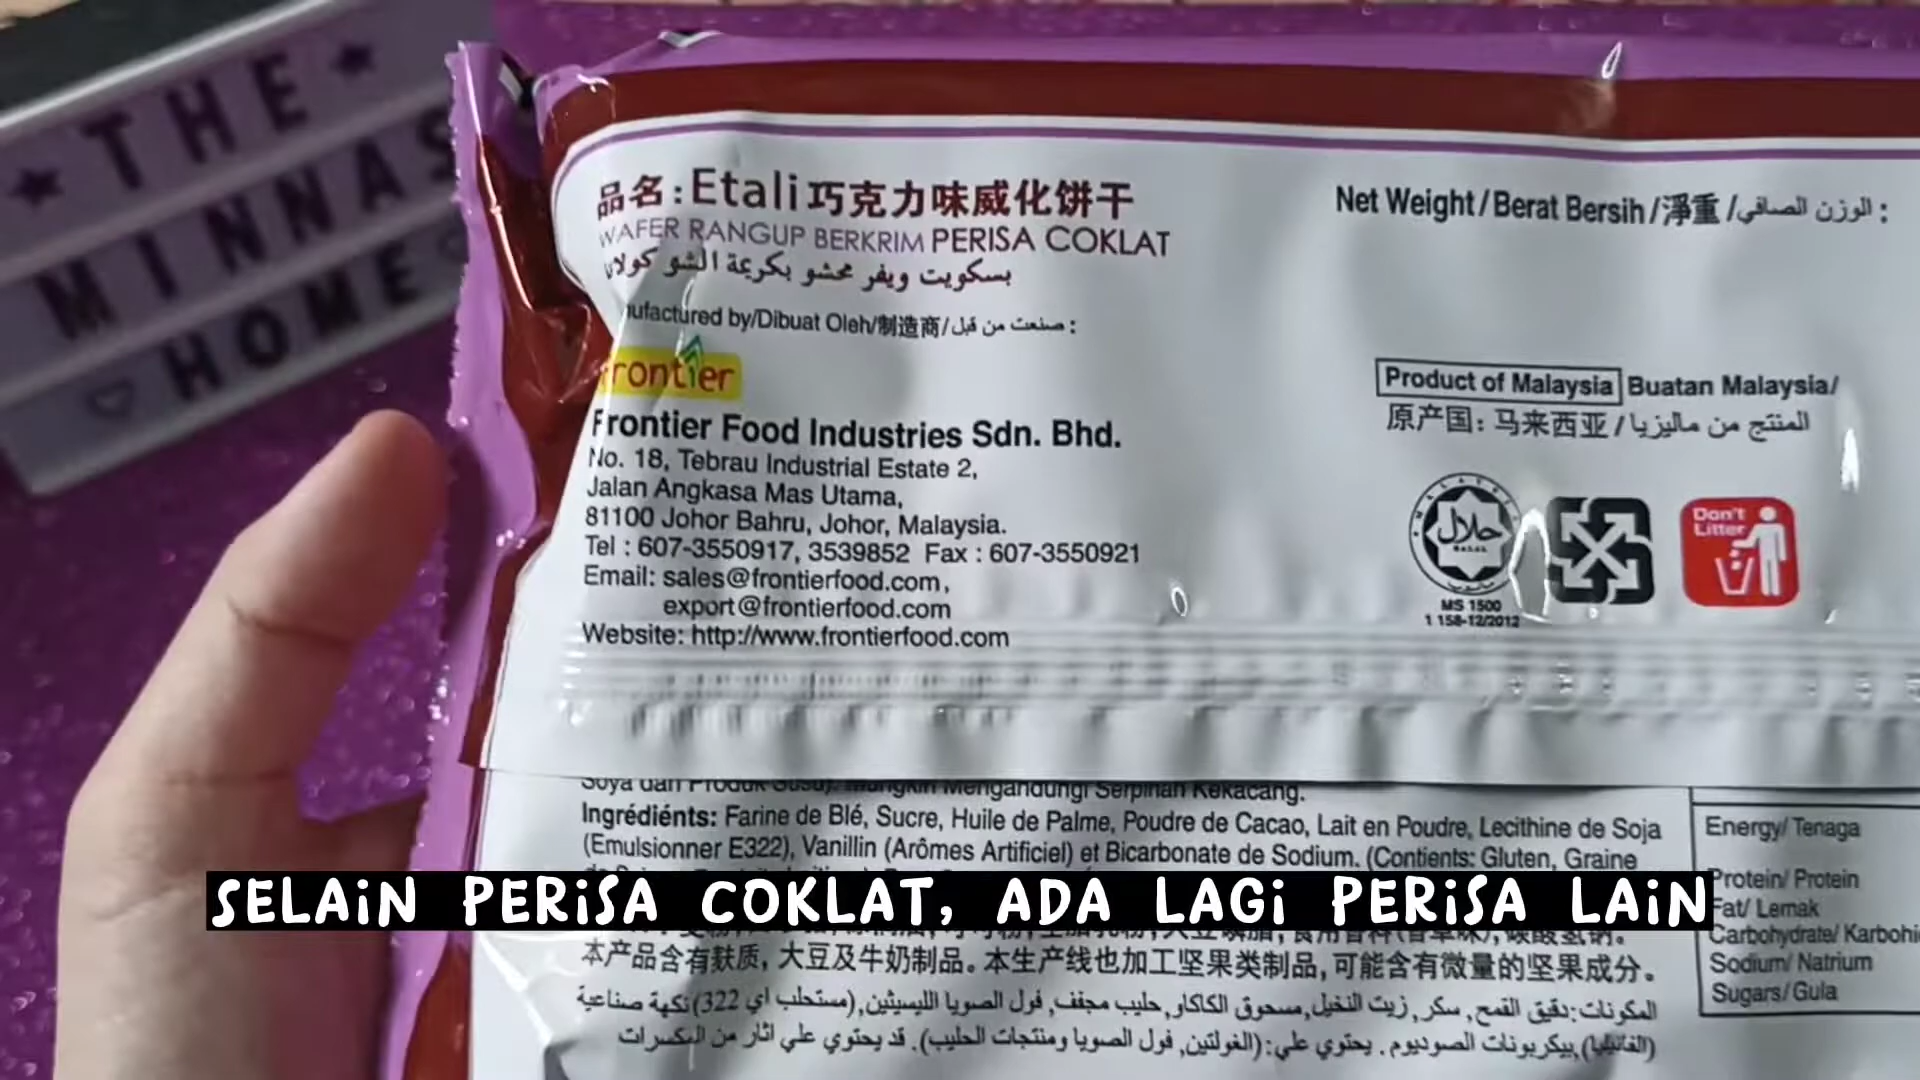 THE
MINNAS
HOME
品名:Etali巧克力味威化饼干
WAFER RANGUP BERKRIM PERISA COKLAT
بسكويت ويفر محشو بكريمة الشوكولاتة
by/Dibuat Oleh/制造商/صنعت من قبل :
Frontier
Frontier Food Industries Sdn. Bhd.
No. 18, Tebrau Industrial Estate 2,
Jalan Angkasa Mas Utama,
81100 Johor Bahru, Johor, Malaysia.
Tel : 607-3550917, 3539852 Fax : 607-3550921
Email: sales@frontierfood.com,
export@frontierfood.com
Website: http://www.frontierfood.com
Net Weight/Berat Bersih/淨重/الوزن الصافي :
Product of Malaysia Buatan Malaysia/
原产国: 马来西亚/المنتج من ماليزيا
حلال
HALAL
MS 1500
1 158-12/2012
Don't
Litter
Soya dan Produk Susu). Mungkin Mengandungi Serpihan Kekacang.
Ingrédiénts: Farine de Blé, Sucre, Huile de Palme, Poudre de Cacao, Lait en Poudre, Lecithine de Soja
(Emulsionner E322), Vanillin (Arômes Artificiel) et Bicarbonate de Sodium. (Contients: Gluten, Graine
SELAIN PERISA COKLAT, ADA LAGI PERISA LAIN
本产品含有麸质, 大豆及牛奶制品。本生产线也加工坚果类制品,可能含有微量的坚果成分。
المكونات:دقيق القمح, سكر, زيت النخيل,مسحوق الكاكاو,حليب مجفف, فول الصويا الليسيثين,(مستحلب اي 322)نكهة صناعية
(الفانيليا),بيكربونات الصوديوم. يحتوي علي:(الغولتين, فول الصويا ومنتجات الحليب). قد يحتوي علي اثار من المكسرات
Energy/ Tenaga
Protein/ Protein
Fat/ Lemak
Carbohydrate/
Sodium/ Natrium
Sugars/ Gula